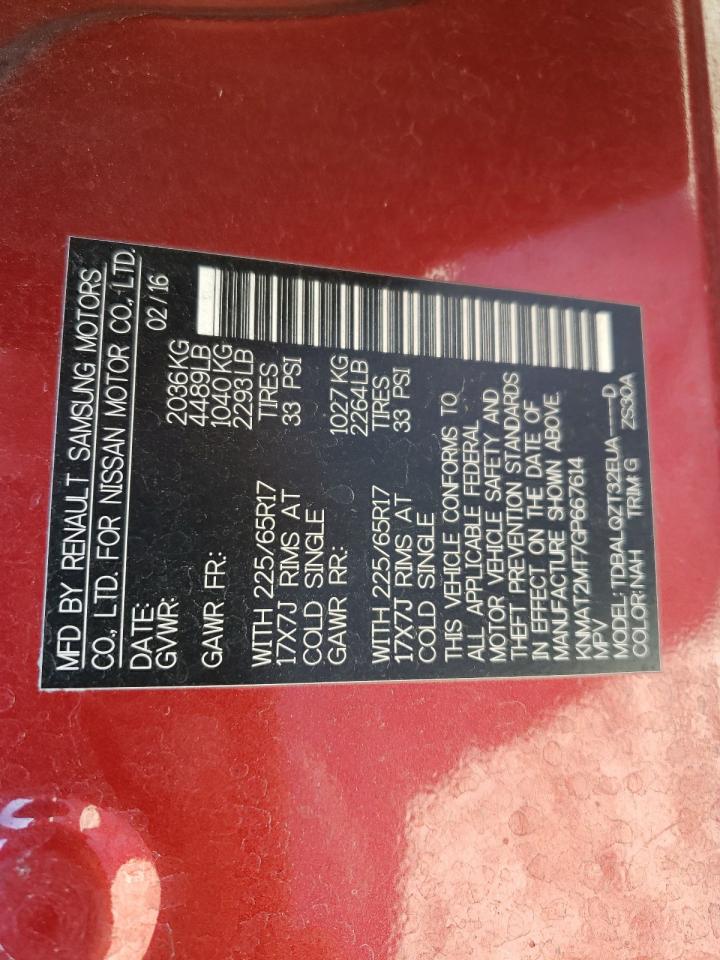 MFD BY RENAULT SAMSUNG MOTORS
CO., LTD. FOR NISSAN MOTOR CO., LTD.
DATE: 02/16
GVWR: 2036KG
4489LB
GAWR FR: 1040KG
2293LB
WITH 225/65R17 TIRES
17X7J RIMS AT 33 PSI
COLD SINGLE
GAWR RR: 1027KG
2264LB
WITH 225/65R17 TIRES
17X7J RIMS AT 33 PSI
COLD SINGLE
THIS VEHICLE CONFORMS TO
ALL APPLICABLE FEDERAL
MOTOR VEHICLE SAFETY AND
THEFT PREVENTION STANDARDS
IN EFFECT ON THE DATE OF
MANUFACTURE SHOWN ABOVE.
KNMAT2MT7GP667614
MPV
MODEL: TDBALQZT32EUA-----D
COLOR:NAH TRIM:G ZS30A